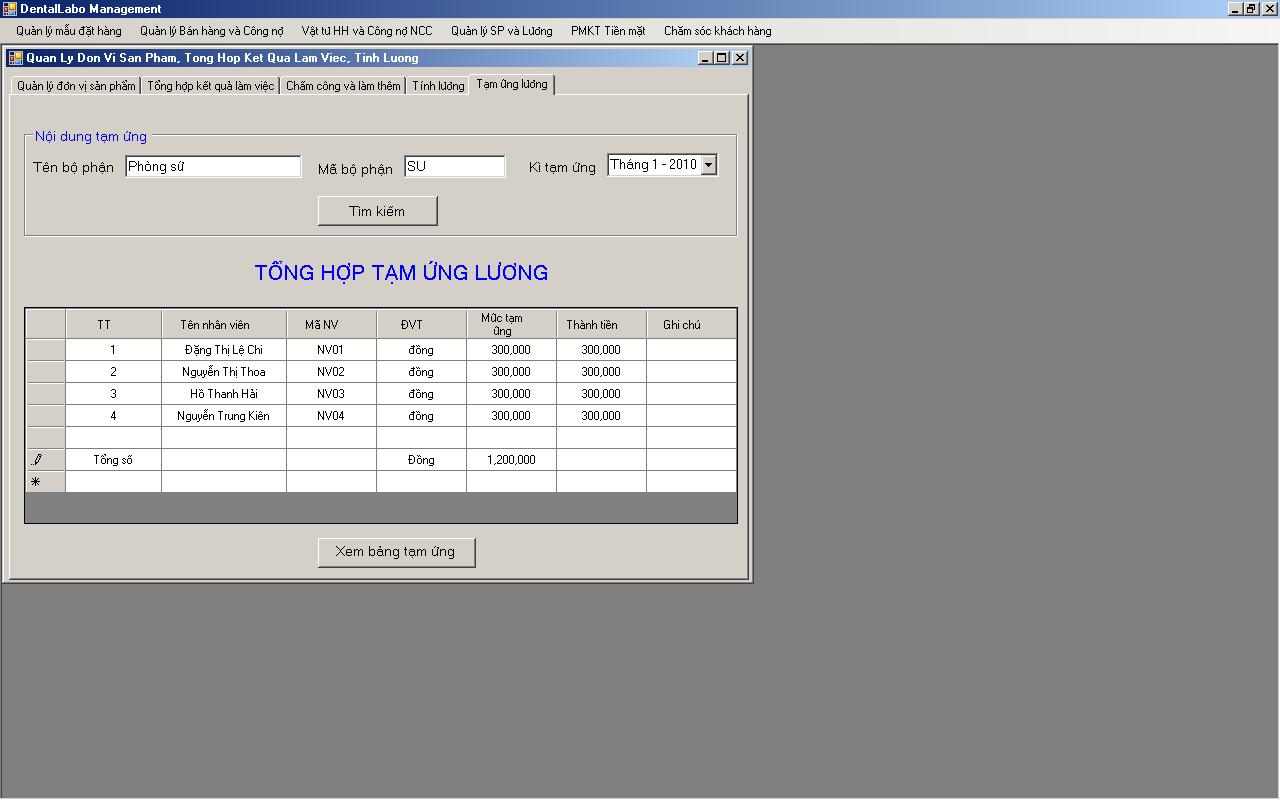 DentalLabo Management
Quản lý mẫu đặt hàng Quản lý Bán hàng và Công nợ Vật tư HH và Công nợ NCC Quản lý SP và Lương PMKT Tiền mặt Chăm sóc khách hàng
Quan Ly Don Vi San Pham, Tong Hop Ket Qua Lam Viec, Tinh Luong
Quản lý đơn vị sản phẩm Tổng hợp kết quả làm việc Chấm công và làm thêm Tính lương Tạm ứng lương
Nội dung tạm ứng
Tên bộ phận Phòng sứ Mã bộ phận SU Kì tạm ứng Tháng 1 - 2010
Tìm kiếm
TỔNG HỢP TẠM ỨNG LƯƠNG
TT Tên nhân viên Mã NV ĐVT Mức tạm ứng Thành tiền Ghi chú
1 Đặng Thị Lệ Chi NV01 đồng 300,000 300,000
2 Nguyễn Thị Thoa NV02 đồng 300,000 300,000
3 Hồ Thanh Hải NV03 đồng 300,000 300,000
4 Nguyễn Trung Kiên NV04 đồng 300,000 300,000
Tổng số Đồng 1,200,000
Xem bảng tạm ứng